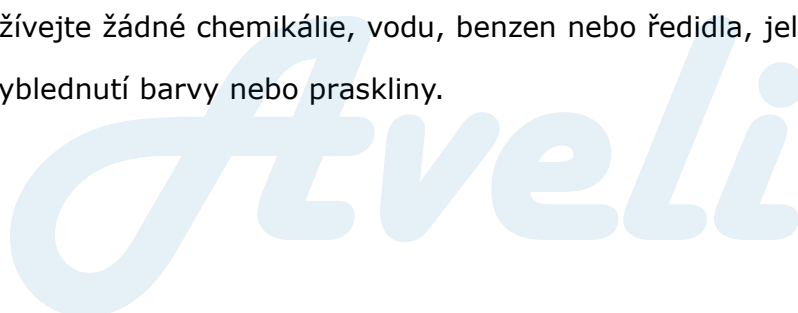 žívejte žádné chemikálie, vodu, benzen nebo ředidla, jel
yblednutí barvy nebo praskliny.
Aveli